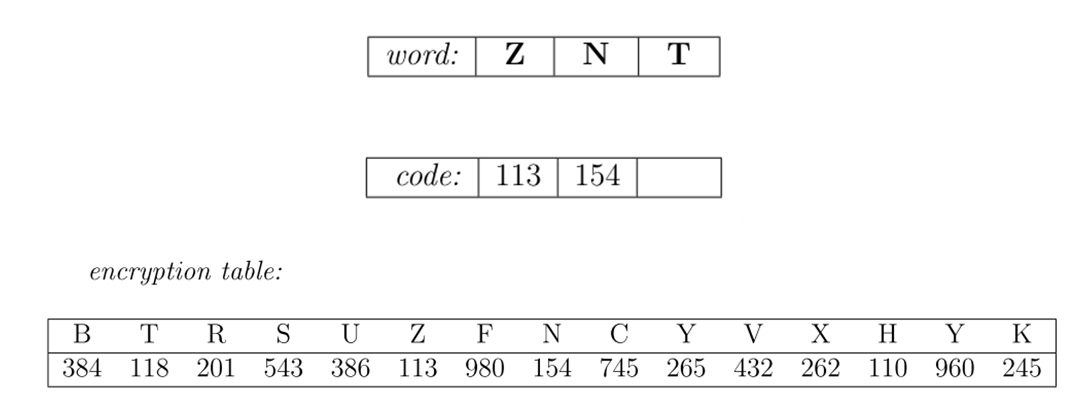 word: Z N T
code: 113 154
encryption table:
B T R S U Z F N C Y V X H Y K
384 118 201 543 386 113 980 154 745 265 432 262 110 960 245